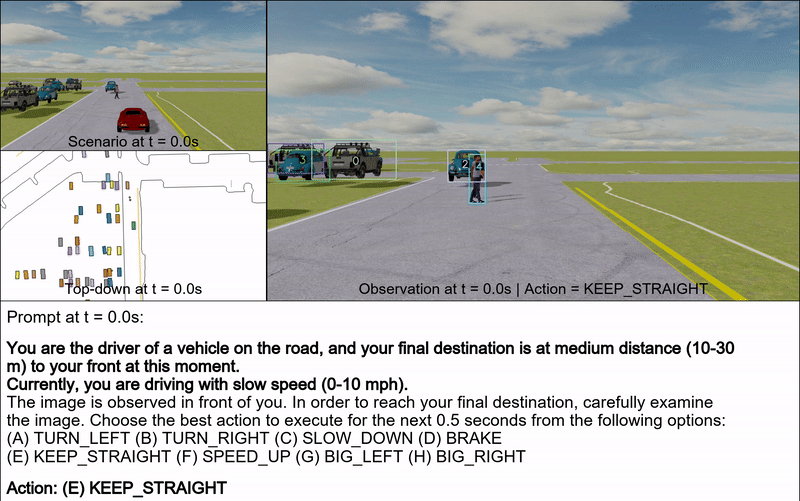 Scenario at t = 0.0s
3
0
2
4
Top-down at t = 0.0s
Observation at t = 0.0s | Action = KEEP_STRAIGHT
Prompt at t = 0.0s:
You are the driver of a vehicle on the road, and your final destination is at medium distance (10-30
m) to your front at this moment.
Currently, you are driving with slow speed (0-10 mph).
The image is observed in front of you. In order to reach your final destination, carefully examine
the image. Choose the best action to execute for the next 0.5 seconds from the following options:
(A) TURN_LEFT (B) TURN_RIGHT (C) SLOW_DOWN (D) BRAKE
(E) KEEP_STRAIGHT (F) SPEED_UP (G) BIG_LEFT (H) BIG_RIGHT
Action: (E) KEEP_STRAIGHT